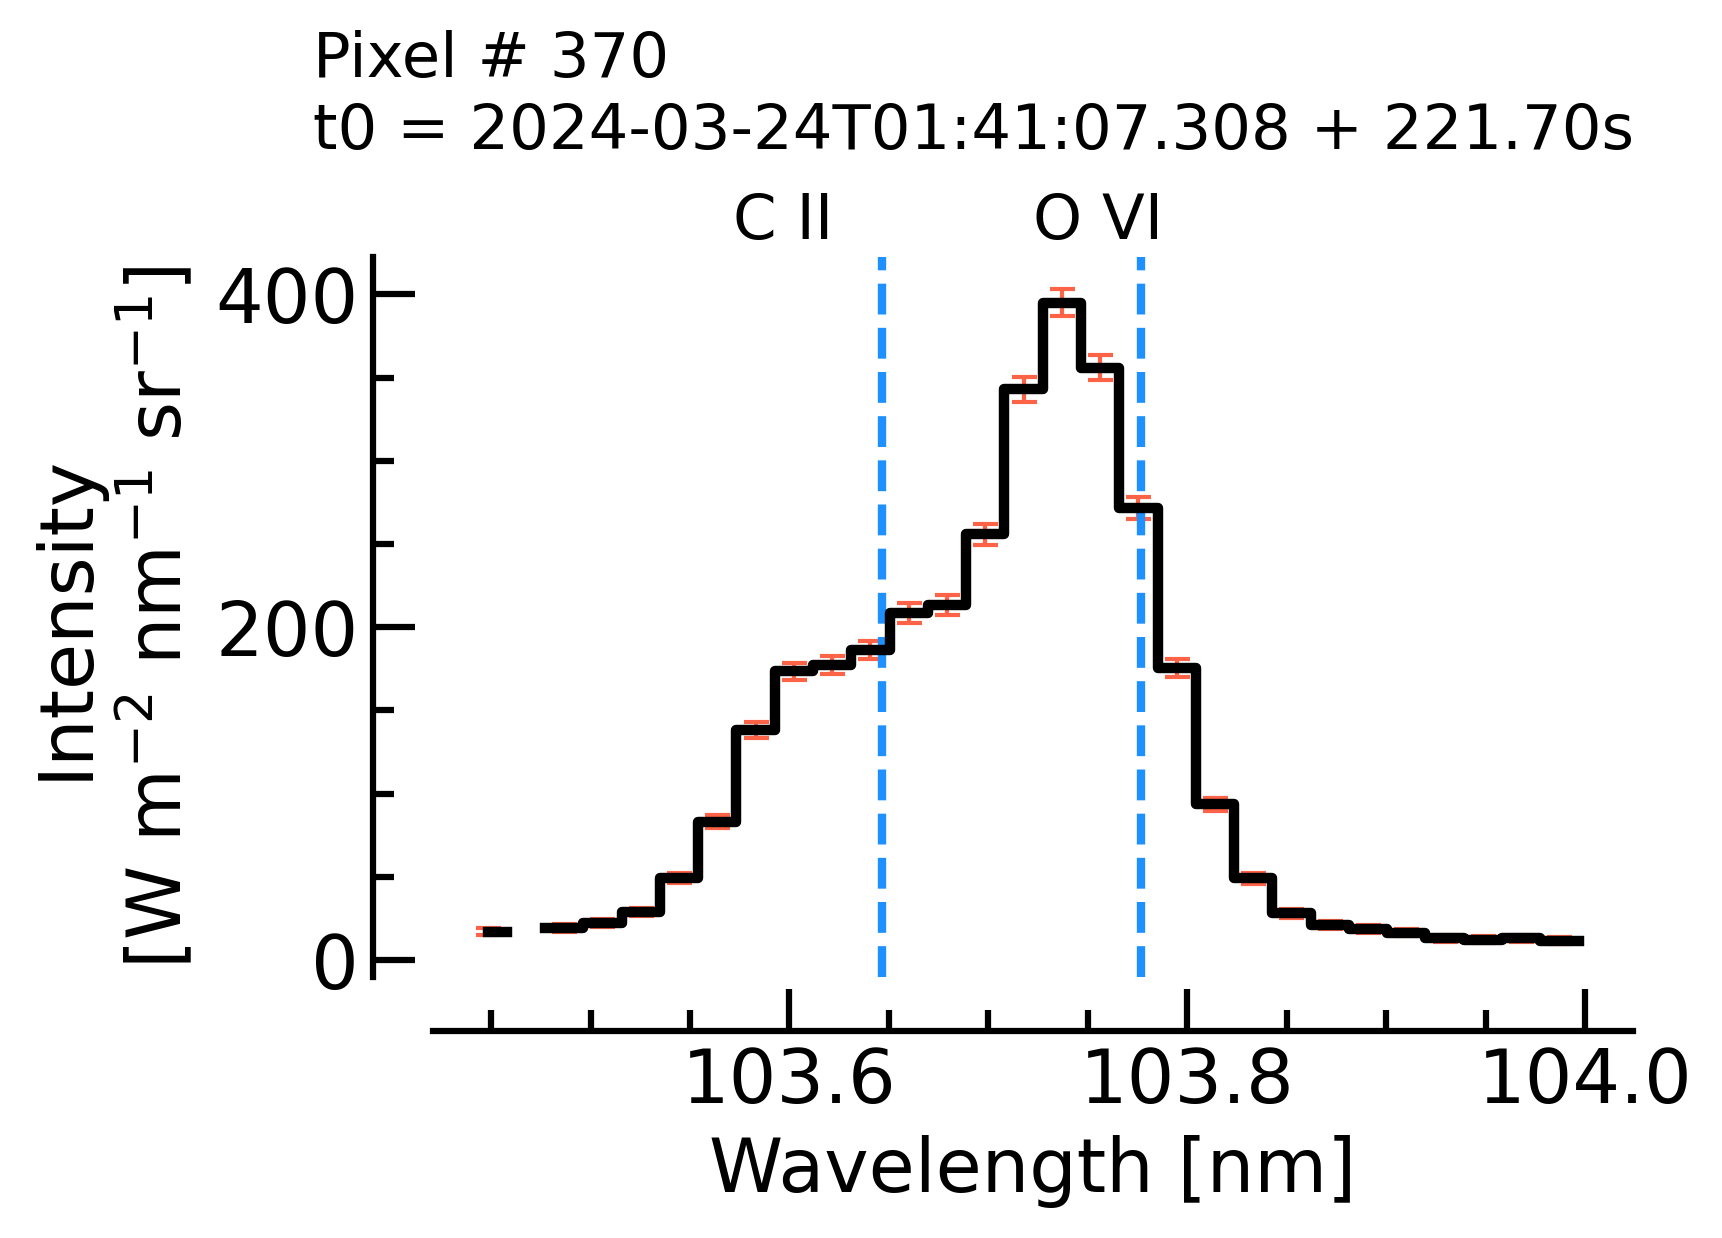 Pixel # 370
t0 = 2024-03-24T01:41:07.308 + 221.70s
C II O VI
Intensity
[W m⁻² nm⁻¹ sr⁻¹]
400
200
0
103.6 103.8 104.0
Wavelength [nm]